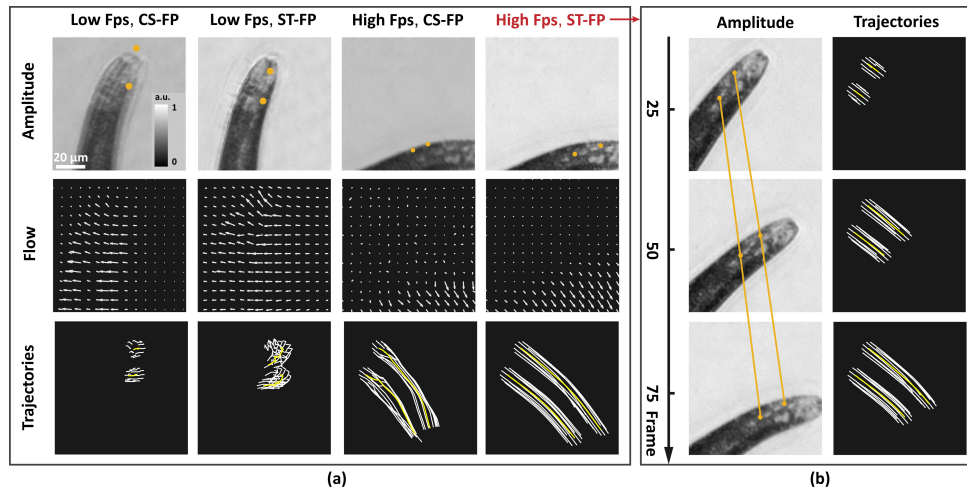 Low Fps, CS-FP
Low Fps, ST-FP
High Fps, CS-FP
High Fps, ST-FP
Amplitude
Trajectories
Amplitude
a.u.
1
0
20 μm
Flow
Trajectories
25
50
75
Frame
(a)
(b)